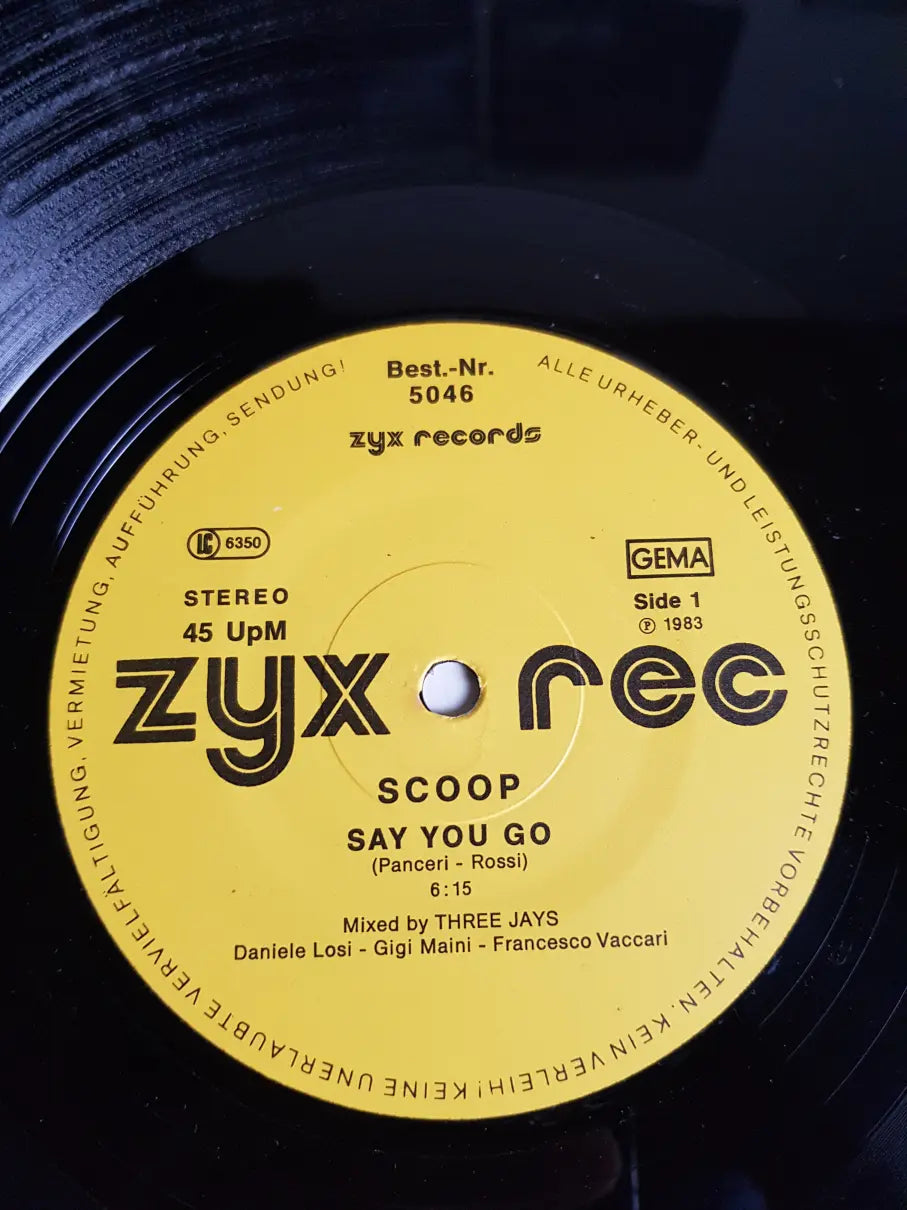 Best.-Nr.
5046
zyx records
LC 6350
GEMA
STEREO
45 UpM
Side 1
℗ 1983
zyx rec
SCOOP
SAY YOU GO
(Panceri - Rossi)
6:15
Mixed by THREE JAYS
Daniele Losi - Gigi Maini - Francesco Vaccari
ALLE URHEBER- UND LEISTUNGSSCHUTZRECHTE VORBEHALTEN. KEIN VERLEIH! KEINE UNERLAUBTE VERVIELFÄLTIGUNG, VERMIETUNG, AUFFÜHRUNG, SENDUNG!